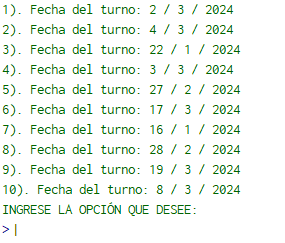 1). Fecha del turno: 2 / 3 / 2024
2). Fecha del turno: 4 / 3 / 2024
3). Fecha del turno: 22 / 1 / 2024
4). Fecha del turno: 3 / 3 / 2024
5). Fecha del turno: 27 / 2 / 2024
6). Fecha del turno: 17 / 3 / 2024
7). Fecha del turno: 16 / 1 / 2024
8). Fecha del turno: 28 / 2 / 2024
9). Fecha del turno: 19 / 3 / 2024
10). Fecha del turno: 8 / 3 / 2024
INGRESE LA OPCIÓN QUE DESEE:
>